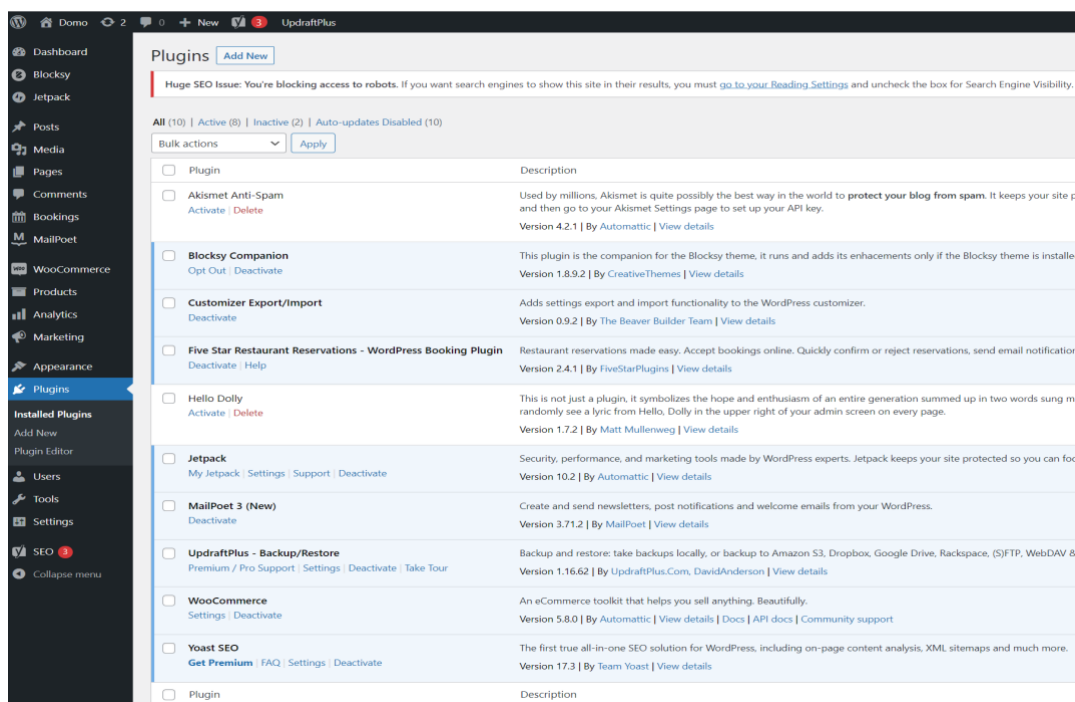 Domo 2 0 + New 3 UpdraftPlus
Dashboard
Blocksy
Jetpack
Posts
Media
Pages
Comments
Bookings
MailPoet
WooCommerce
Products
Analytics
Marketing
Appearance
Plugins
Installed Plugins
Add New
Plugin Editor
Users
Tools
Settings
SEO 3
Collapse menu
Plugins Add New
Huge SEO Issue: You're blocking access to robots. If you want search engines to show this site in their results, you must go to your Reading Settings and uncheck the box for Search Engine Visibility.
All (10) | Active (8) | Inactive (2) | Auto-updates Disabled (10)
Bulk actions Apply
Plugin Description
Akismet Anti-Spam
Activate | Delete
Used by millions, Akismet is quite possibly the best way in the world to protect your blog from spam. It keeps your site p
and then go to your Akismet Settings page to set up your API key.
Version 4.2.1 | By Automattic | View details
Blocksy Companion
Opt Out | Deactivate
This plugin is the companion for the Blocksy theme, it runs and adds its enhacements only if the Blocksy theme is installe
Version 1.8.9.2 | By CreativeThemes | View details
Customizer Export/Import
Deactivate
Adds settings export and import functionality to the WordPress customizer.
Version 0.9.2 | By The Beaver Builder Team | View details
Five Star Restaurant Reservations - WordPress Booking Plugin
Deactivate | Help
Restaurant reservations made easy. Accept bookings online. Quickly confirm or reject reservations, send email notification
Version 2.4.1 | By FiveStarPlugins | View details
Hello Dolly
Activate | Delete
This is not just a plugin, it symbolizes the hope and enthusiasm of an entire generation summed up in two words sung m
randomly see a lyric from Hello, Dolly in the upper right of your admin screen on every page.
Version 1.7.2 | By Matt Mullenweg | View details
Jetpack
My Jetpack | Settings | Support | Deactivate
Security, performance, and marketing tools made by WordPress experts. Jetpack keeps your site protected so you can foc
Version 10.2 | By Automattic | View details
MailPoet 3 (New)
Deactivate
Create and send newsletters, post notifications and welcome emails from your WordPress.
Version 3.71.2 | By MailPoet | View details
UpdraftPlus - Backup/Restore
Premium / Pro Support | Settings | Deactivate | Take Tour
Backup and restore: take backups locally, or backup to Amazon S3, Dropbox, Google Drive, Rackspace, (S)FTP, WebDAV &
Version 1.16.62 | By UpdraftPlus.Com, DavidAnderson | View details
WooCommerce
Settings | Deactivate
An eCommerce toolkit that helps you sell anything. Beautifully.
Version 5.8.0 | By Automattic | View details | Docs | API docs | Community support
Yoast SEO
Get Premium | FAQ | Settings | Deactivate
The first true all-in-one SEO solution for WordPress, including on-page content analysis, XML sitemaps and much more.
Version 17.3 | By Team Yoast | View details
Plugin Description